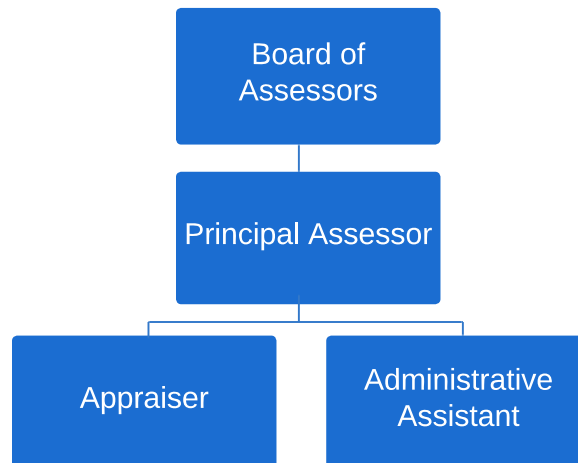 Board of
Assessors
Principal Assessor
Appraiser
Administrative
Assistant